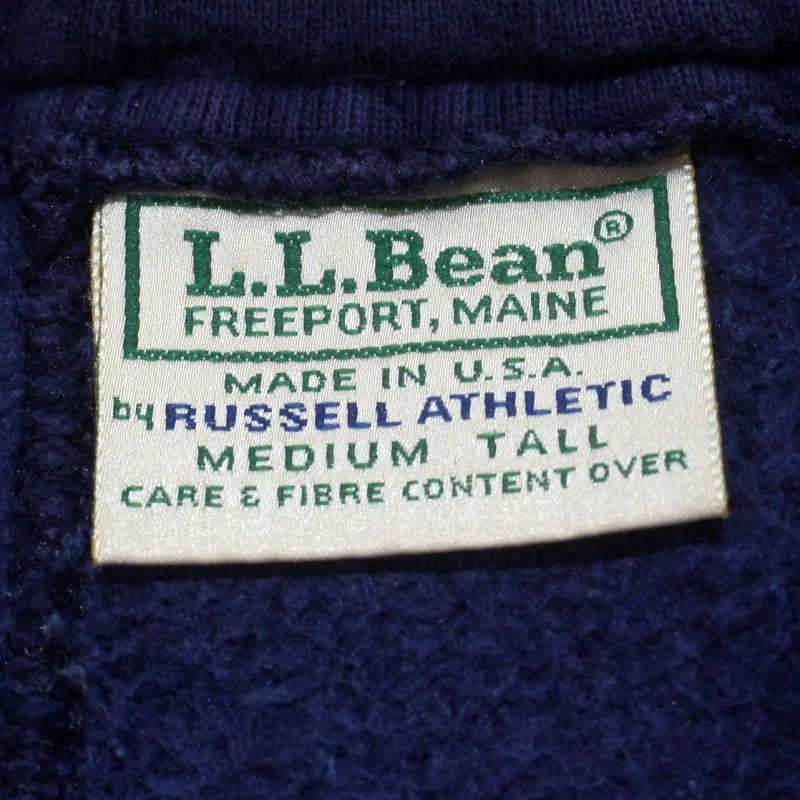 L.L.Bean®
FREEPORT, MAINE
MADE IN U.S.A.
by RUSSELL ATHLETIC
MEDIUM TALL
CARE & FIBRE CONTENT OVER